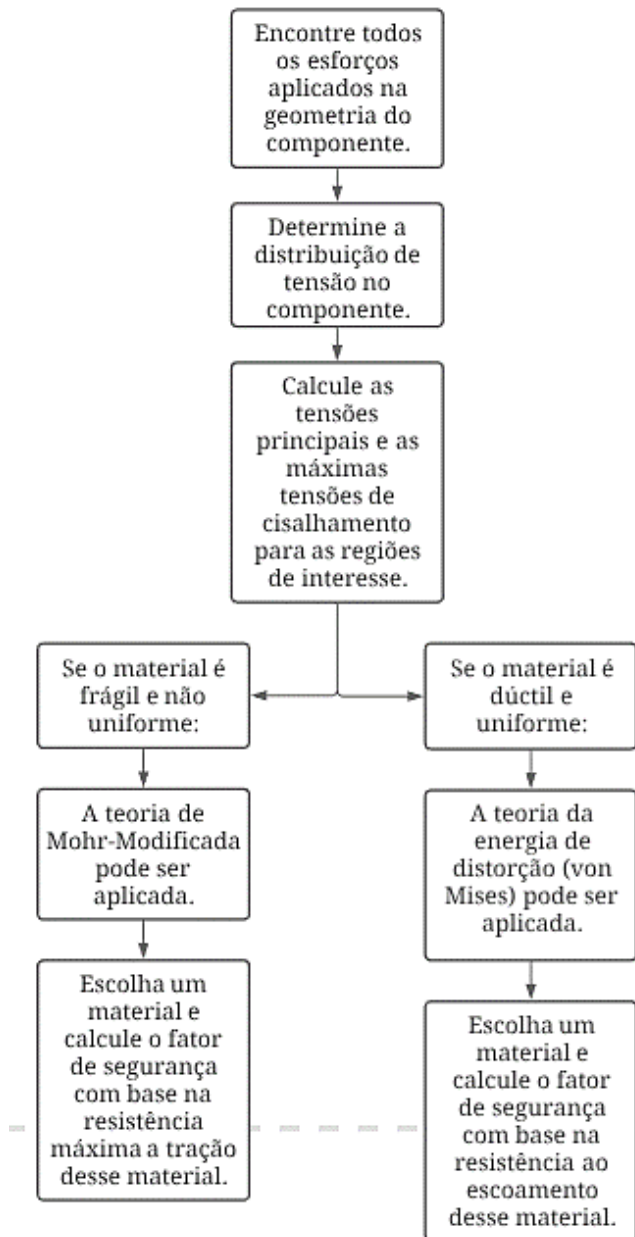 Encontre todos
os esforços
aplicados na
geometria do
componente.
Determine a
distribuição de
tensão no
componente.
Calcule as
tensões
principais e as
máximas
tensões de
cisalhamento
para as regiões
de interesse.
Se o material é
frágil e não
uniforme:
A teoria de
Mohr-Modificada
pode ser
aplicada.
Escolha um
material e
calcule o fator
de segurança
com base na
resistência
máxima a tração
desse material.
Se o material é
dúctil e
uniforme:
A teoria da
energia de
distorção (von
Mises) pode ser
aplicada.
Escolha um
material e
calcule o fator
de segurança
com base na
resistência ao
escoamento
desse material.